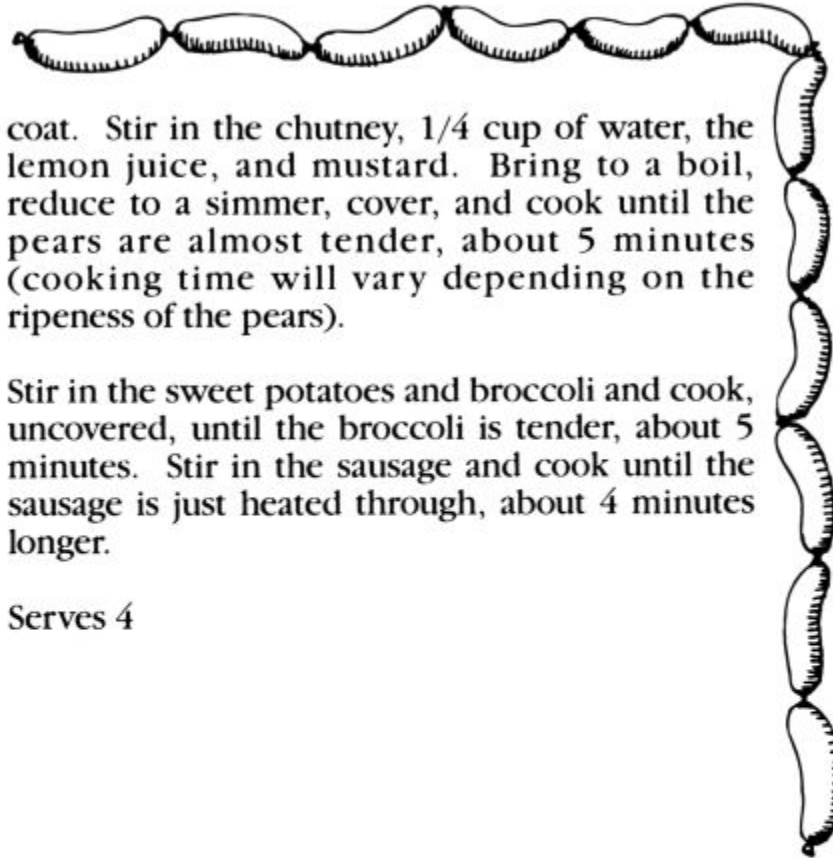 coat. Stir in the chutney, 1/4 cup of water, the
lemon juice, and mustard. Bring to a boil,
reduce to a simmer, cover, and cook until the
pears are almost tender, about 5 minutes
(cooking time will vary depending on the
ripeness of the pears).
Stir in the sweet potatoes and broccoli and cook,
uncovered, until the broccoli is tender, about 5
minutes. Stir in the sausage and cook until the
sausage is just heated through, about 4 minutes
longer.
Serves 4